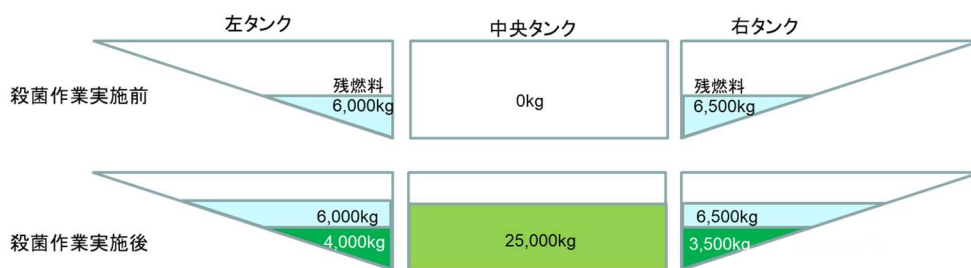 左タンク
中央タンク
右タンク
殺菌作業実施前
残燃料
6,000kg
0kg
残燃料
6,500kg
殺菌作業実施後
6,000kg
4,000kg
25,000kg
6,500kg
3,500kg